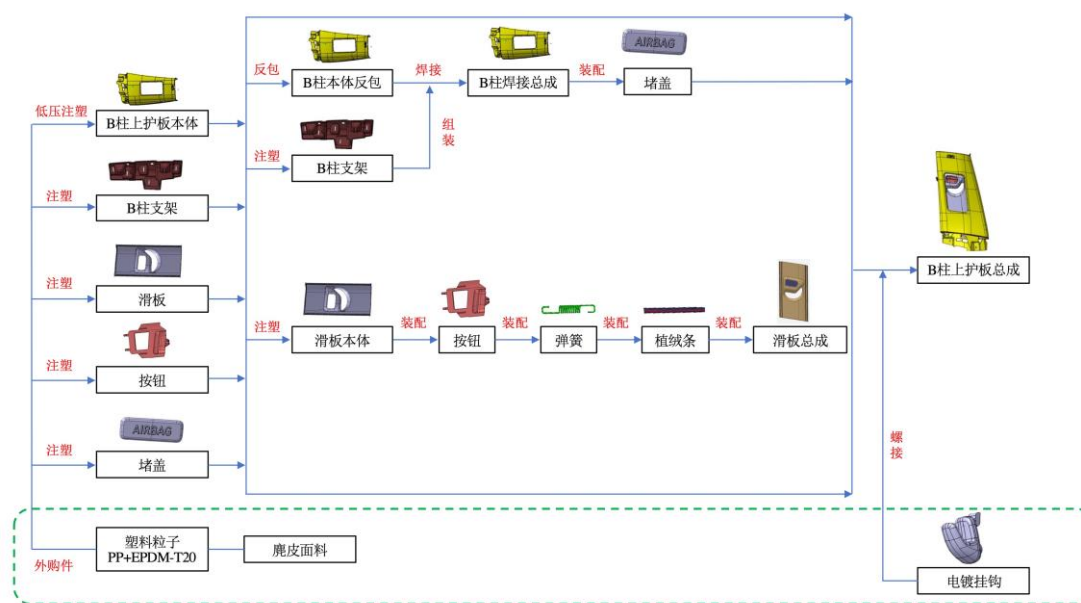 AIRBAG
反包
焊接
装配
B柱本体反包
B柱焊接总成
堵盖
低压注塑
B柱上护板本体
组
装
注塑
B柱支架
注塑
B柱支架
B柱上护板总成
注塑
滑板
注塑
滑板本体
装配
按钮
装配
弹簧
装配
植绒条
装配
滑板总成
注塑
按钮
AIRBAG
注塑
堵盖
螺
接
塑料粒子
PP+EPDM-T20
麂皮面料
外购件
电镀挂钩